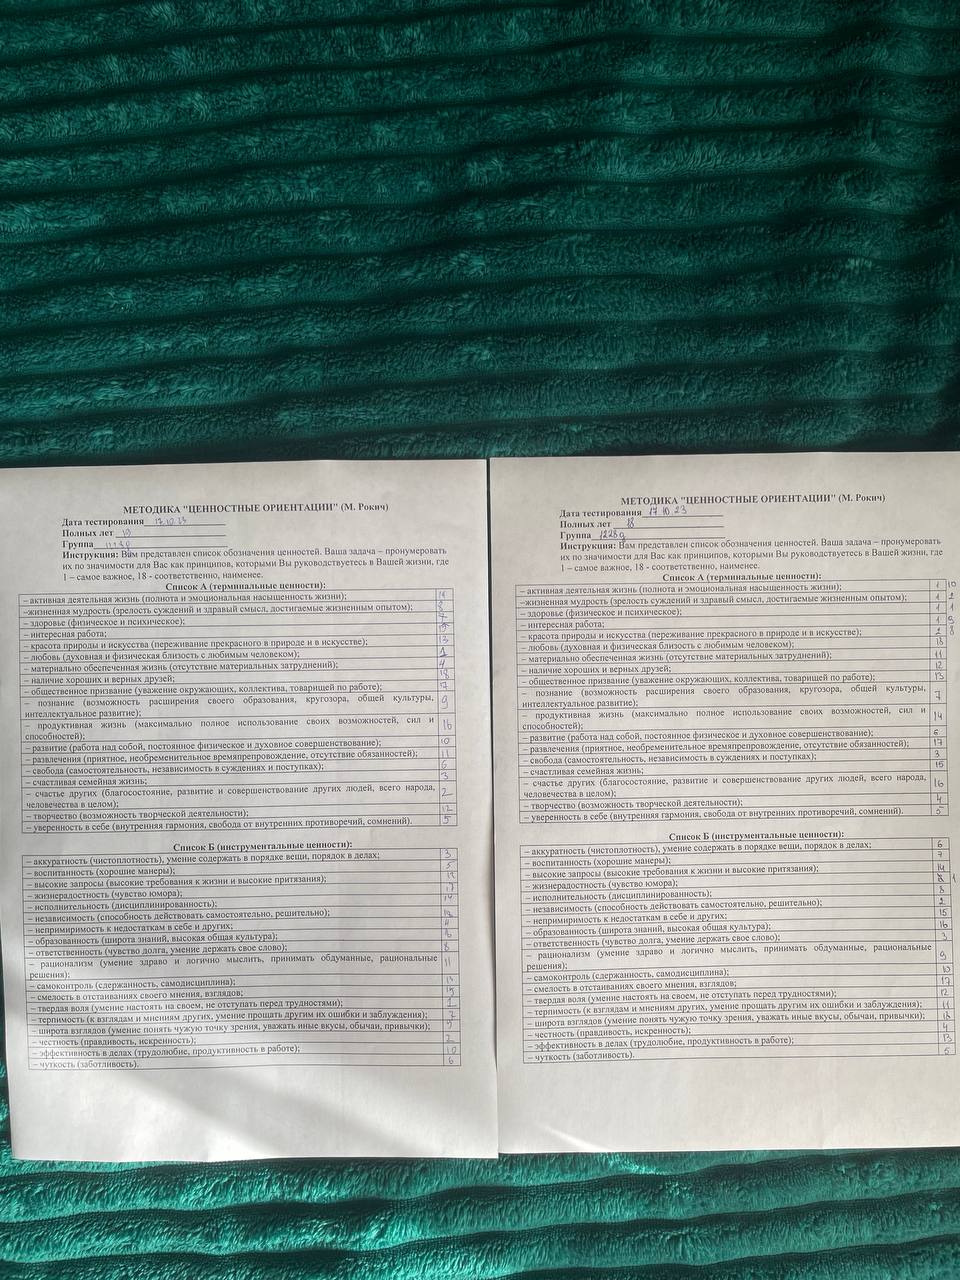 МЕТОДИКА "ЦЕННОСТНЫЕ ОРИЕНТАЦИИ" (М. Рокич)
Дата тестирования 17.10.23
Полных лет 19
Группа
Инструкция: Вам представлен список обозначения ценностей. Ваша задача – пронумеровать
их по значимости для Вас как принципов, которыми Вы руководствуетесь в Вашей жизни, где
1 – самое важное, 18 - соответственно, наименее.
Список А (терминальные ценности):
– активная деятельная жизнь (полнота и эмоциональная насыщенность жизни); 14
–жизненная мудрость (зрелость суждений и здравый смысл, достигаемые жизненным опытом); 8
– здоровье (физическое и психическое); 7
– интересная работа; 15
– красота природы и искусства (переживание прекрасного в природе и в искусстве); 13
– любовь (духовная и физическая близость с любимым человеком); 1
– материально обеспеченная жизнь (отсутствие материальных затруднений); 4
– наличие хороших и верных друзей; 18
– общественное призвание (уважение окружающих, коллектива, товарищей по работе); 17
– познание (возможность расширения своего образования, кругозора, общей культуры,
интеллектуальное развитие); 9
– продуктивная жизнь (максимально полное использование своих возможностей, сил и
способностей); 16
– развитие (работа над собой, постоянное физическое и духовное совершенствование); 10
– развлечения (приятное, необременительное времяпрепровождение, отсутствие обязанностей); 11
– свобода (самостоятельность, независимость в суждениях и поступках); 6
– счастливая семейная жизнь; 3
– счастье других (благосостояние, развитие и совершенствование других людей, всего народа,
человечества в целом); 2
– творчество (возможность творческой деятельности); 12
– уверенность в себе (внутренняя гармония, свобода от внутренних противоречий, сомнений). 5
Список Б (инструментальные ценности):
– аккуратность (чистоплотность), умение содержать в порядке вещи, порядок в делах; 3
– воспитанность (хорошие манеры); 5
– высокие запросы (высокие требования к жизни и высокие притязания);
– жизнерадостность (чувство юмора); 17
– исполнительность (дисциплинированность); 14
– независимость (способность действовать самостоятельно, решительно);
– непримиримость к недостаткам в себе и других;
– образованность (широта знаний, высокая общая культура);
– ответственность (чувство долга, умение держать свое слово); 8
– рационализм (умение здраво и логично мыслить, принимать обдуманные, рациональные
решения); 11
– самоконтроль (сдержанность, самодисциплина); 13
– смелость в отстаиваниях своего мнения, взглядов; 15
– твердая воля (умение настоять на своем, не отступать перед трудностями); 1
– терпимость (к взглядам и мнениям других, умение прощать другим их ошибки и заблуждения); 7
– широта взглядов (умение понять чужую точку зрения, уважать иные вкусы, обычаи, привычки); 9
– честность (правдивость, искренность); 2
– эффективность в делах (трудолюбие, продуктивность в работе); 10
– чуткость (заботливость). 6
МЕТОДИКА "ЦЕННОСТНЫЕ ОРИЕНТАЦИИ" (М. Рокич)
Дата тестирования 17.10.23
Полных лет 18
Группа 1228д
Инструкция: Вам представлен список обозначения ценностей. Ваша задача – пронумеровать
их по значимости для Вас как принципов, которыми Вы руководствуетесь в Вашей жизни, где
1 – самое важное, 18 - соответственно, наименее.
Список А (терминальные ценности):
– активная деятельная жизнь (полнота и эмоциональная насыщенность жизни); 1 10
–жизненная мудрость (зрелость суждений и здравый смысл, достигаемые жизненным опытом); 1 2
– здоровье (физическое и психическое); 1 1
– интересная работа; 1 9
– красота природы и искусства (переживание прекрасного в природе и в искусстве); 2 8
– любовь (духовная и физическая близость с любимым человеком); 18
– материально обеспеченная жизнь (отсутствие материальных затруднений); 11
– наличие хороших и верных друзей; 12
– общественное призвание (уважение окружающих, коллектива, товарищей по работе); 13
– познание (возможность расширения своего образования, кругозора, общей культуры,
интеллектуальное развитие); 7
– продуктивная жизнь (максимально полное использование своих возможностей, сил и
способностей); 14
– развитие (работа над собой, постоянное физическое и духовное совершенствование); 6
– развлечения (приятное, необременительное времяпрепровождение, отсутствие обязанностей); 17
– свобода (самостоятельность, независимость в суждениях и поступках); 3
– счастливая семейная жизнь; 15
– счастье других (благосостояние, развитие и совершенствование других людей, всего народа,
человечества в целом); 16
– творчество (возможность творческой деятельности); 4
– уверенность в себе (внутренняя гармония, свобода от внутренних противоречий, сомнений). 5
Список Б (инструментальные ценности):
– аккуратность (чистоплотность), умение содержать в порядке вещи, порядок в делах; 6
– воспитанность (хорошие манеры); 7
– высокие запросы (высокие требования к жизни и высокие притязания); 14
– жизнерадостность (чувство юмора); 1
– исполнительность (дисциплинированность); 8
– независимость (способность действовать самостоятельно, решительно); 2
– непримиримость к недостаткам в себе и других; 15
– образованность (широта знаний, высокая общая культура); 16
– ответственность (чувство долга, умение держать свое слово); 3
– рационализм (умение здраво и логично мыслить, принимать обдуманные, рациональные
решения); 9
– самоконтроль (сдержанность, самодисциплина); 10
– смелость в отстаиваниях своего мнения, взглядов; 17
– твердая воля (умение настоять на своем, не отступать перед трудностями); 12
– терпимость (к взглядам и мнениям других, умение прощать другим их ошибки и заблуждения); 11
– широта взглядов (умение понять чужую точку зрения, уважать иные вкусы, обычаи, привычки); 18
– честность (правдивость, искренность); 4
– эффективность в делах (трудолюбие, продуктивность в работе); 13
– чуткость (заботливость). 5